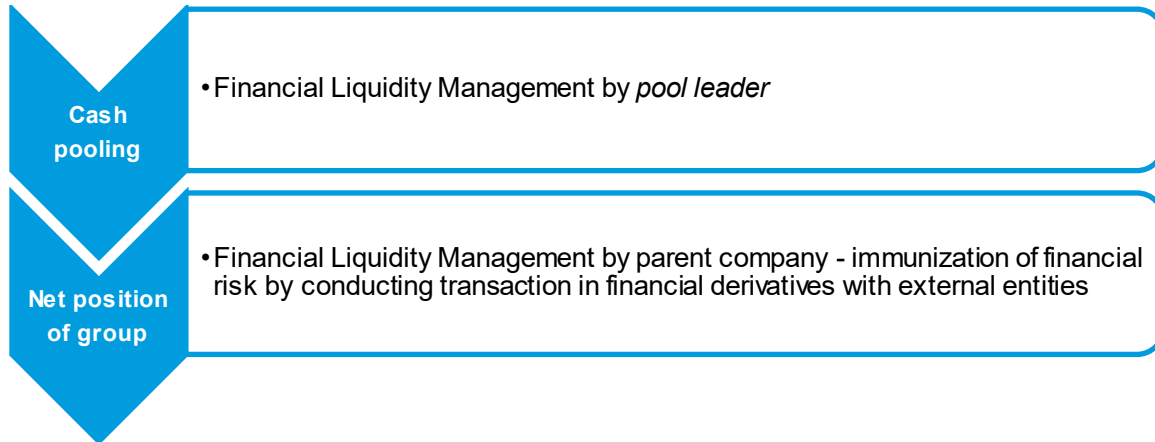 Cash
pooling
•Financial Liquidity Management by pool leader
Net position
of group
•Financial Liquidity Management by parent company - immunization of financial
risk by conducting transaction in financial derivatives with external entities